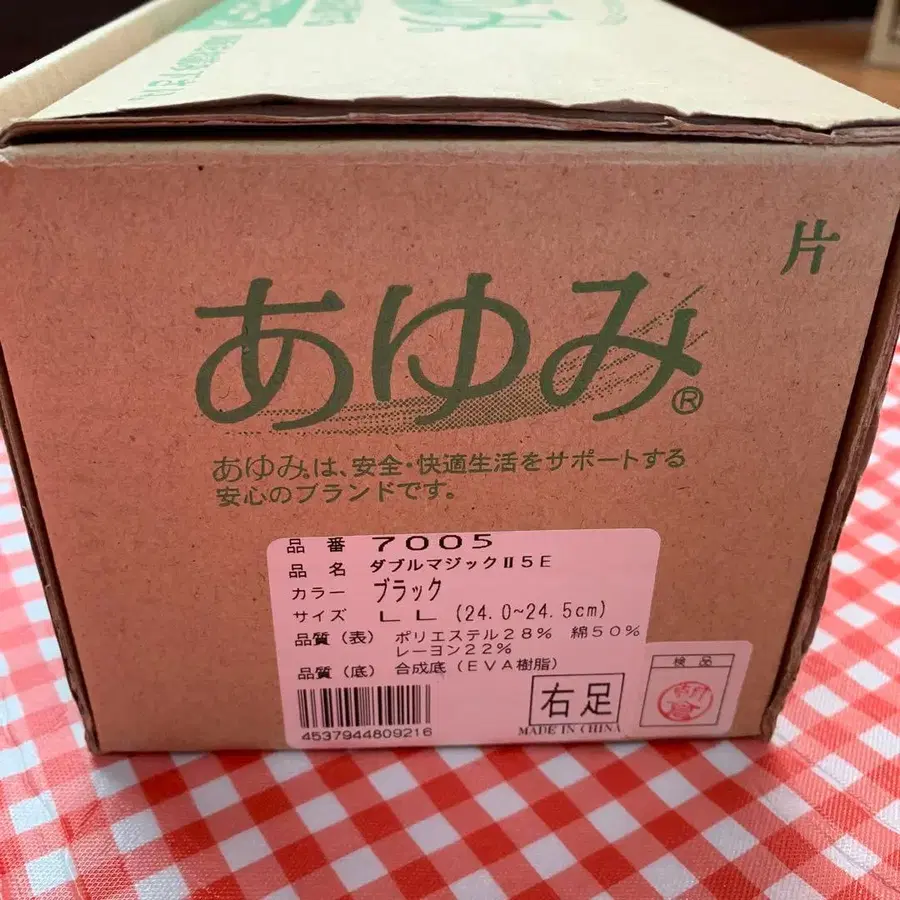 片
あゆみ®
あゆみ®は、安全・快適生活をサポートする
安心のブランドです。
品番 7005
品名 ダブルマジックⅡ5E
カラー ブラック
サイズ LL (24.0~24.5cm)
品質(表) ポリエステル28% 綿50%
レーヨン22%
品質(底) 合成底(EVA樹脂)
右足
MADE IN CHINA
4537944809216
検品